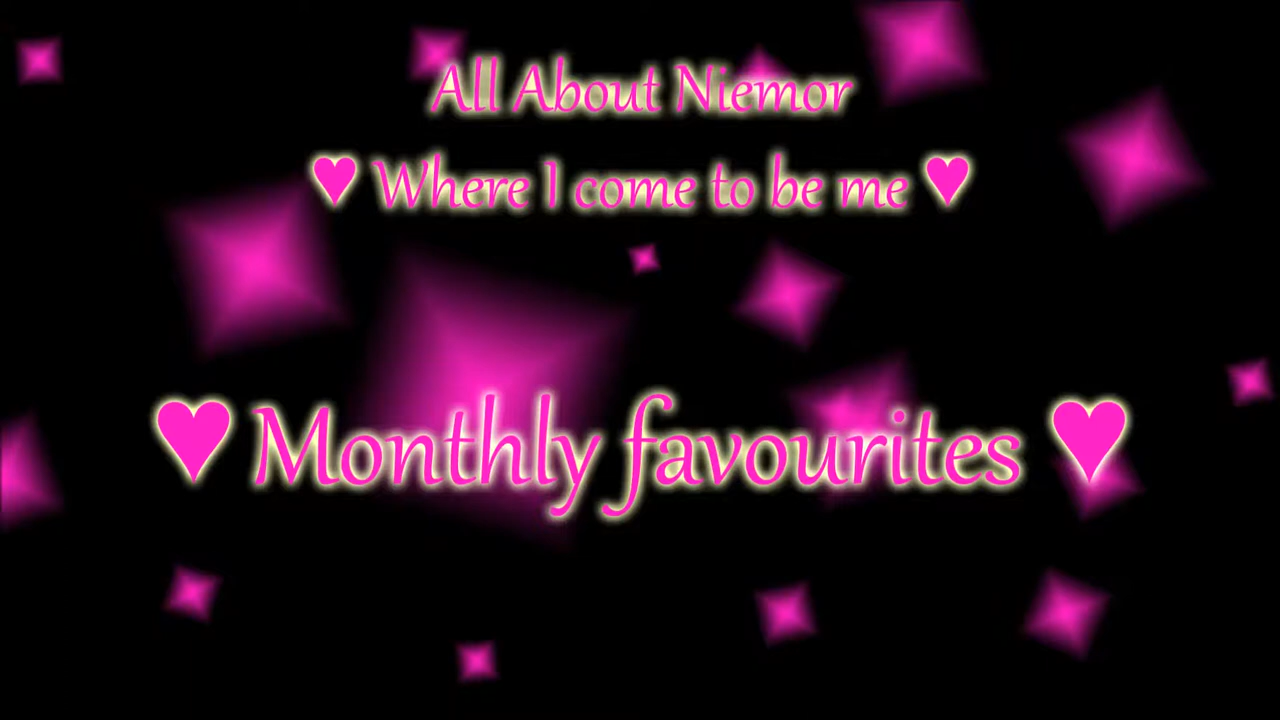 All About Niemor
♥ Where I come to be me ♥
♥ Monthly favourites ♥